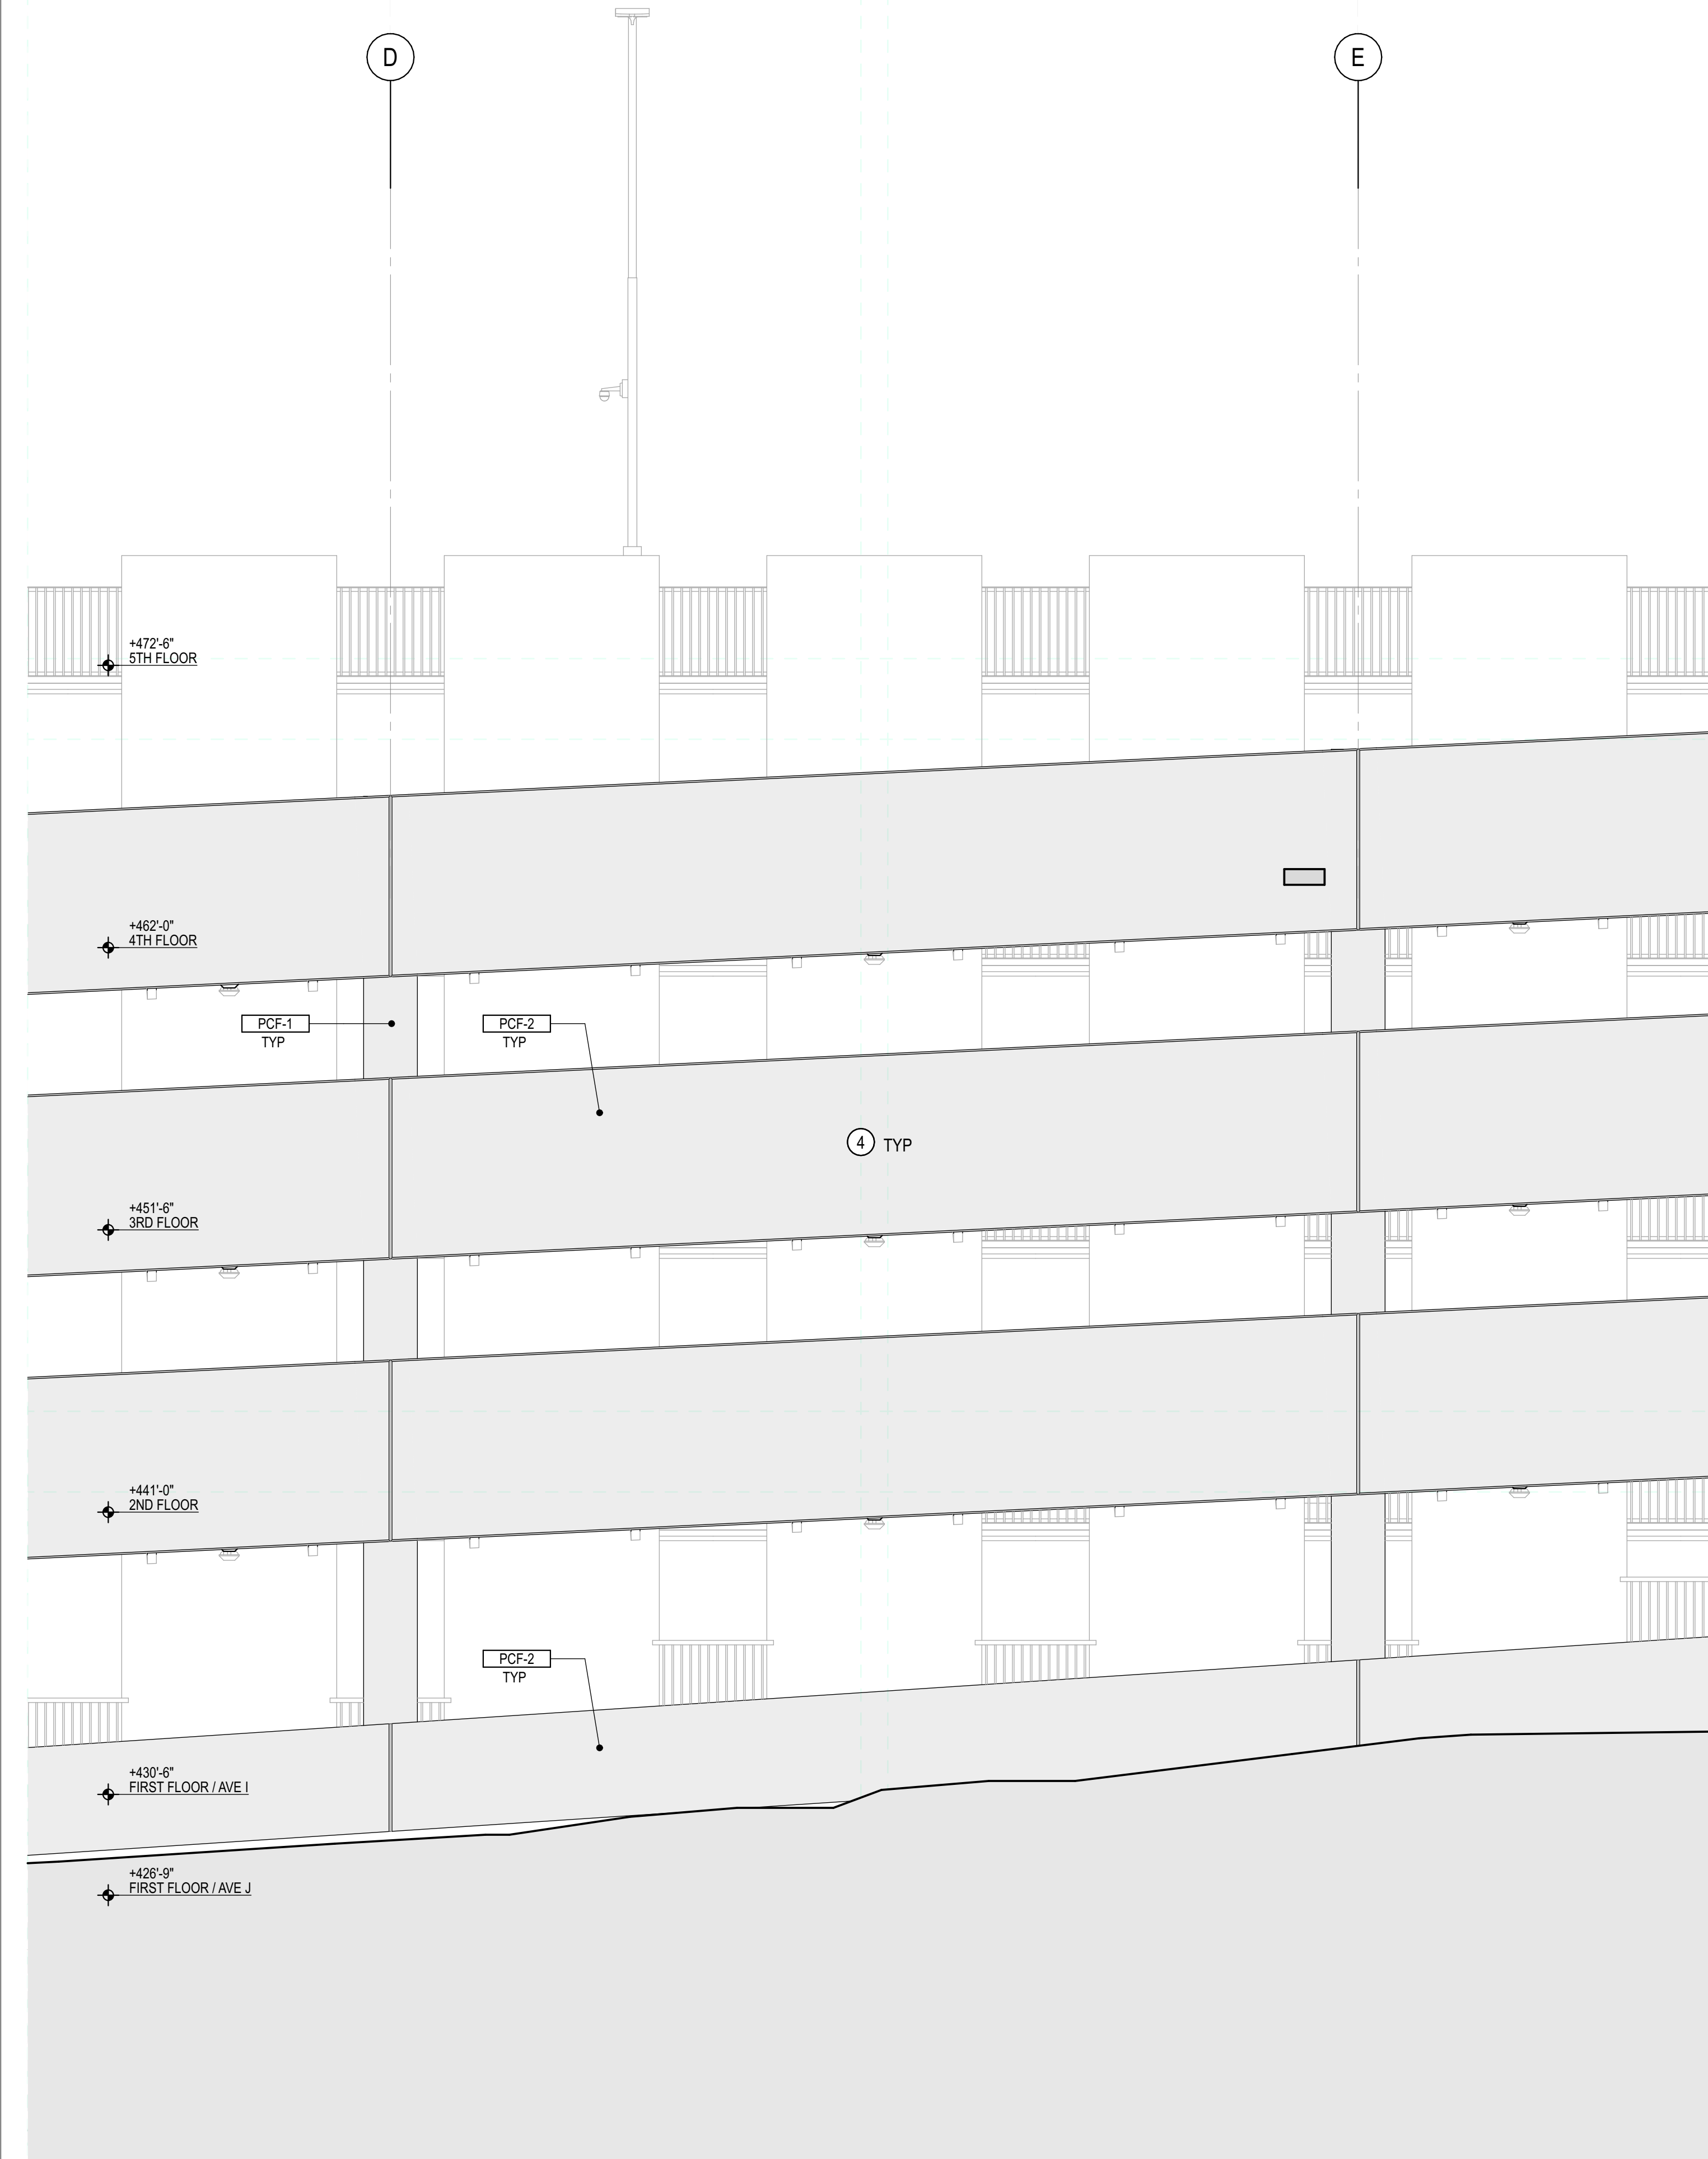 D
E
+472'-6"
5TH FLOOR
+462'-0"
4TH FLOOR
PCF-1
TYP
PCF-2
TYP
4 TYP
+451'-6"
3RD FLOOR
+441'-0"
2ND FLOOR
PCF-2
TYP
+430'-6"
FIRST FLOOR / AVE I
+426'-9"
FIRST FLOOR / AVE J